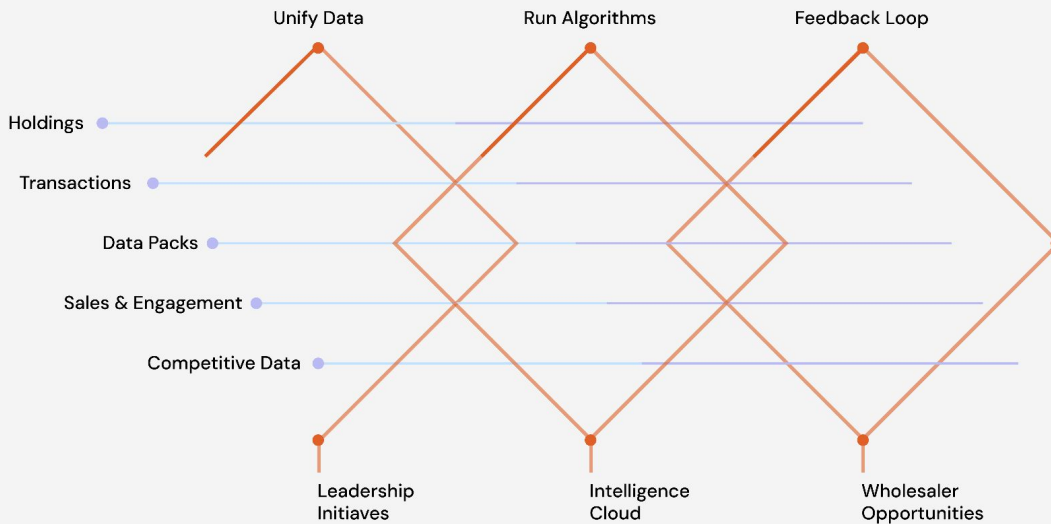 Unify Data
Run Algorithms
Feedback Loop
Holdings
Transactions
Data Packs
Sales & Engagement
Competitive Data
Leadership
Initiaves
Intelligence
Cloud
Wholesaler
Opportunities